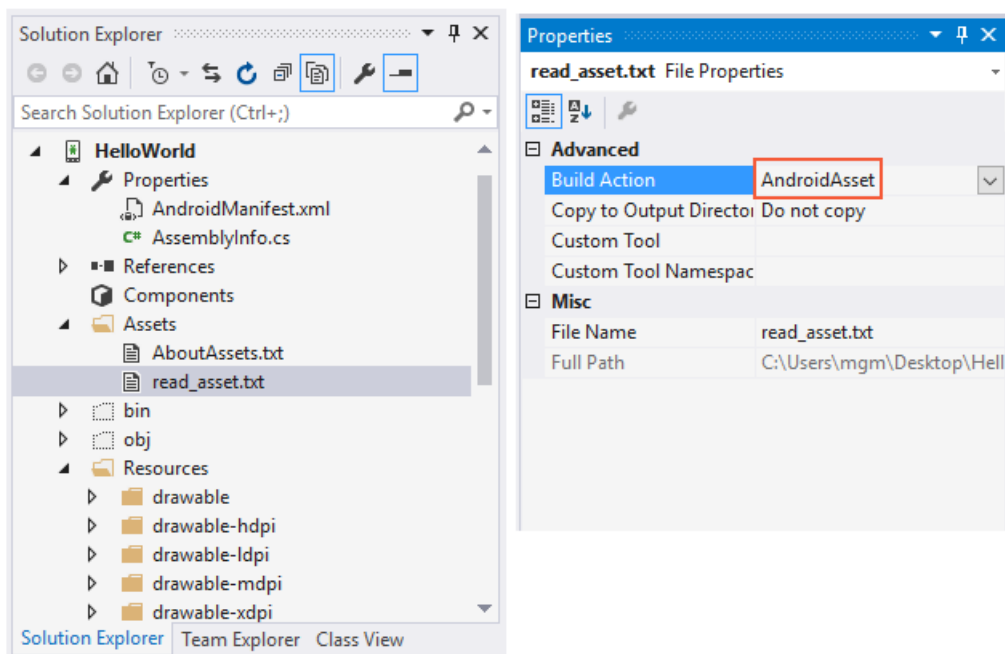 Solution Explorer
Search Solution Explorer (Ctrl+;)
HelloWorld
Properties
AndroidManifest.xml
C# AssemblyInfo.cs
References
Components
Assets
AboutAssets.txt
read_asset.txt
bin
obj
Resources
drawable
drawable-hdpi
drawable-ldpi
drawable-mdpi
drawable-xdpi
Solution Explorer Team Explorer Class View
Properties
read_asset.txt File Properties
Advanced
Build Action AndroidAsset
Copy to Output Director Do not copy
Custom Tool
Custom Tool Namespac
Misc
File Name read_asset.txt
Full Path C:\Users\mgm\Desktop\Hell